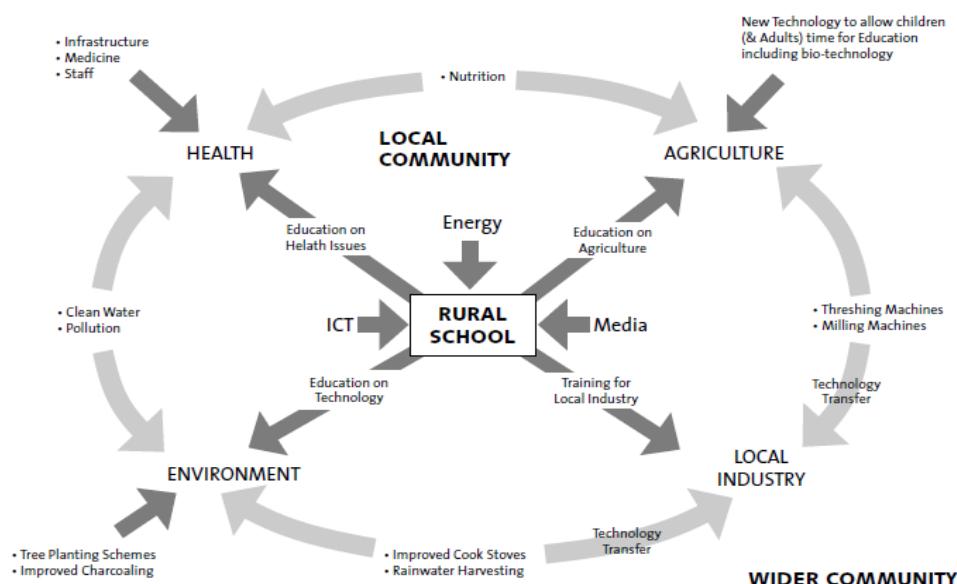 • Infrastructure
• Medicine
• Staff
New Technology to allow children
(& Adults) time for Education
including bio-technology
• Nutrition
LOCAL
COMMUNITY
HEALTH
AGRICULTURE
Education on
Helath Issues
Energy
Education on
Agriculture
• Clean Water
• Pollution
ICT
RURAL
SCHOOL
Media
• Threshing Machines
• Milling Machines
Education on
Technology
Training for
Local Industry
Technology
Transfer
ENVIRONMENT
LOCAL
INDUSTRY
• Tree Planting Schemes
• Improved Charcoaling
• Improved Cook Stoves
• Rainwater Harvesting
Technology
Transfer
WIDER COMMUNITY